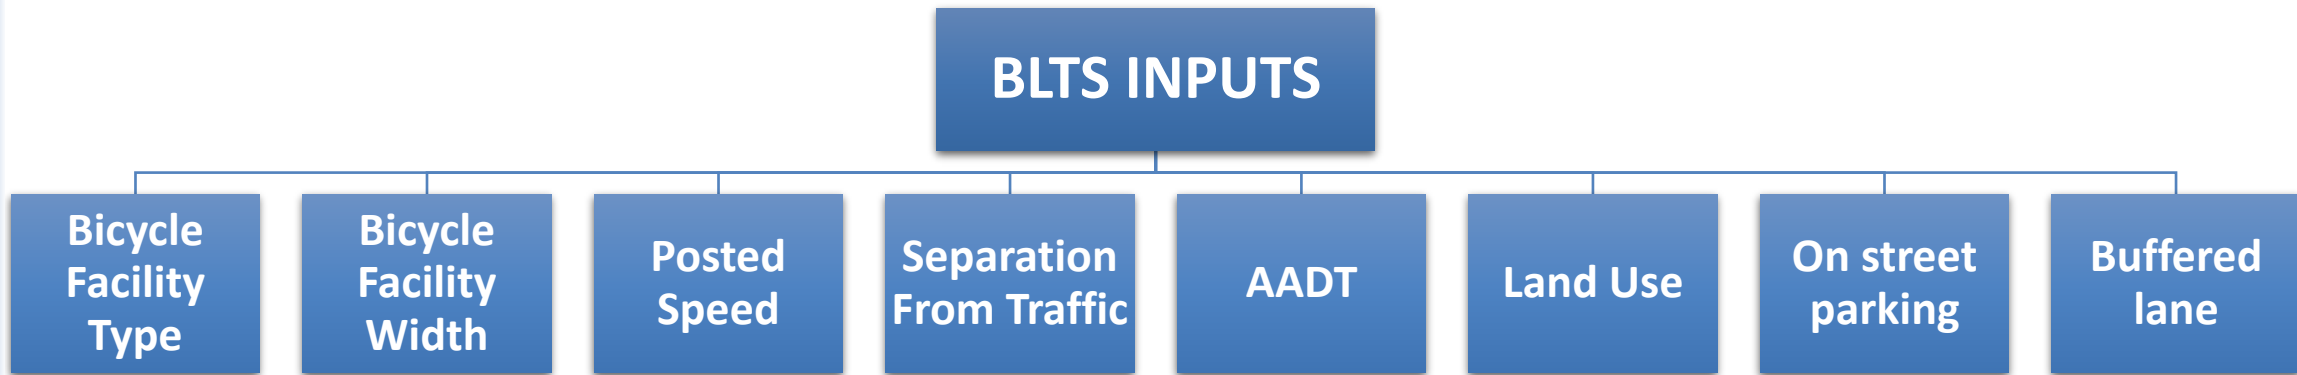 BLTS INPUTS
Bicycle
Facility
Type
Bicycle
Facility
Width
Posted
Speed
Separation
From Traffic
AADT
Land Use
On street
parking
Buffered
lane